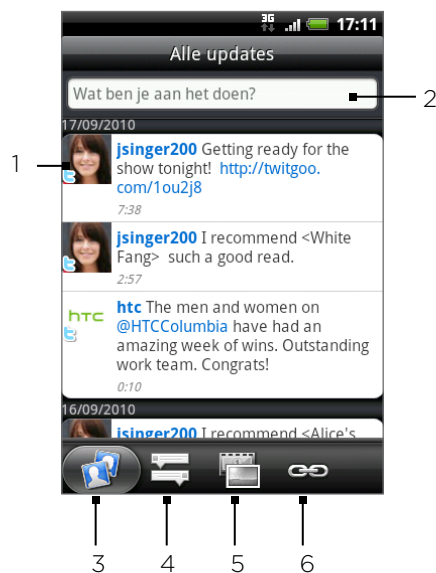 3G 17:11
Alle updates
Wat ben je aan het doen?
2
17/09/2010
1
jsinger200 Getting ready for the
show tonight! http://twitgoo.
com/1ou2j8
7:38
jsinger200 I recommend <White
Fang> such a good read.
2:57
hTC
htc The men and women on
@HTCColumbia have had an
amazing week of wins. Outstanding
work team. Congrats!
0:10
16/09/2010
jsinger200 I recommend <Alice's
3 4 5 6